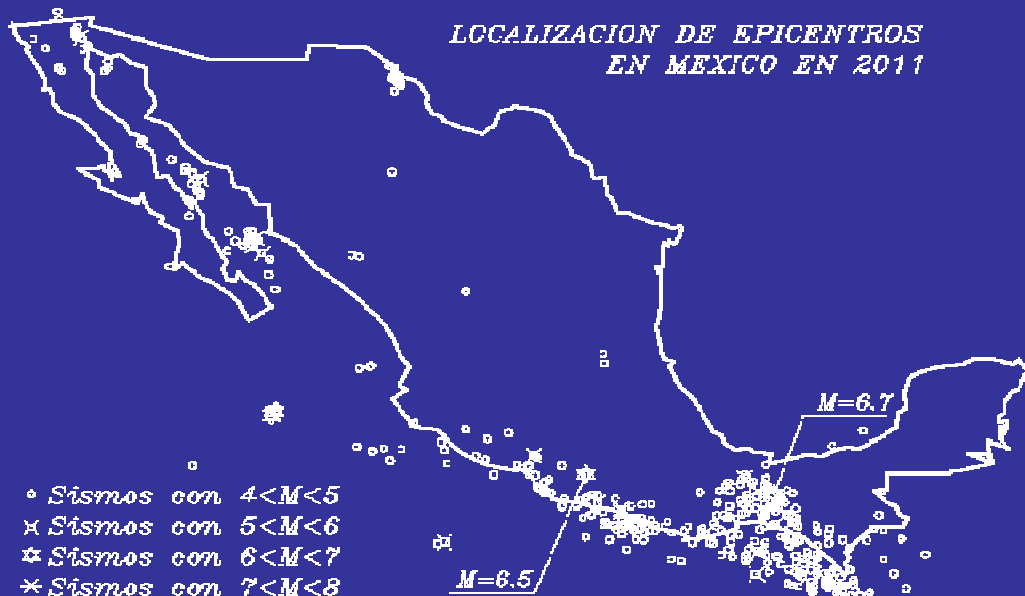 LOCALIZACION DE EPICENTROS
EN MEXICO EN 2011
M=6.7
Sismos con 4<M<5
Sismos con 5<M<6
Sismos con 6<M<7
Sismos con 7<M<8
M=6.5